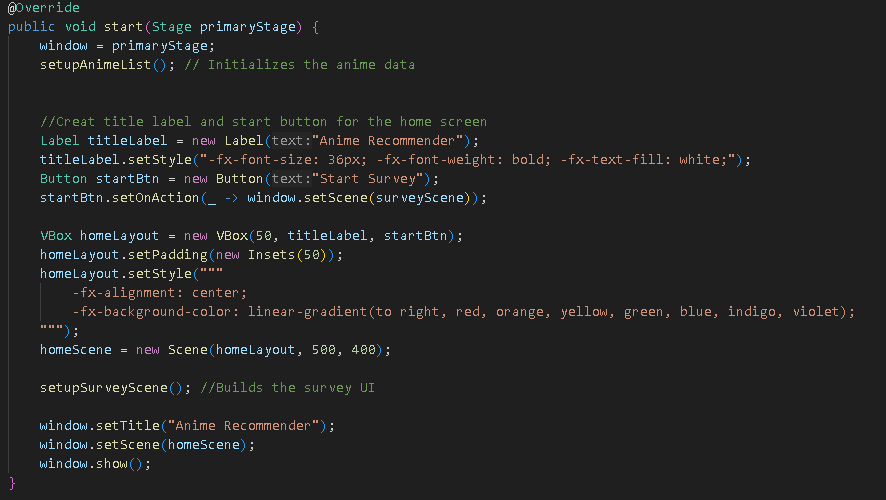 @Override
public void start(Stage primaryStage) {
    window = primaryStage;
    setupAnimeList(); // Initializes the anime data
    //Creat title label and start button for the home screen
    Label titleLabel = new Label(text:"Anime Recommender");
    titleLabel.setStyle("-fx-font-size: 36px; -fx-font-weight: bold; -fx-text-fill: white;");
    Button startBtn = new Button(text:"Start Survey");
    startBtn.setOnAction(_ -> window.setScene(surveyScene));
    VBox homeLayout = new VBox(50, titleLabel, startBtn);
    homeLayout.setPadding(new Insets(50));
    homeLayout.setStyle("""
        -fx-alignment: center;
        -fx-background-color: linear-gradient(to right, red, orange, yellow, green, blue, indigo, violet);
    """);
    homeScene = new Scene(homeLayout, 500, 400);
    setupSurveyScene(); //Builds the survey UI
    window.setTitle("Anime Recommender");
    window.setScene(homeScene);
    window.show();
}